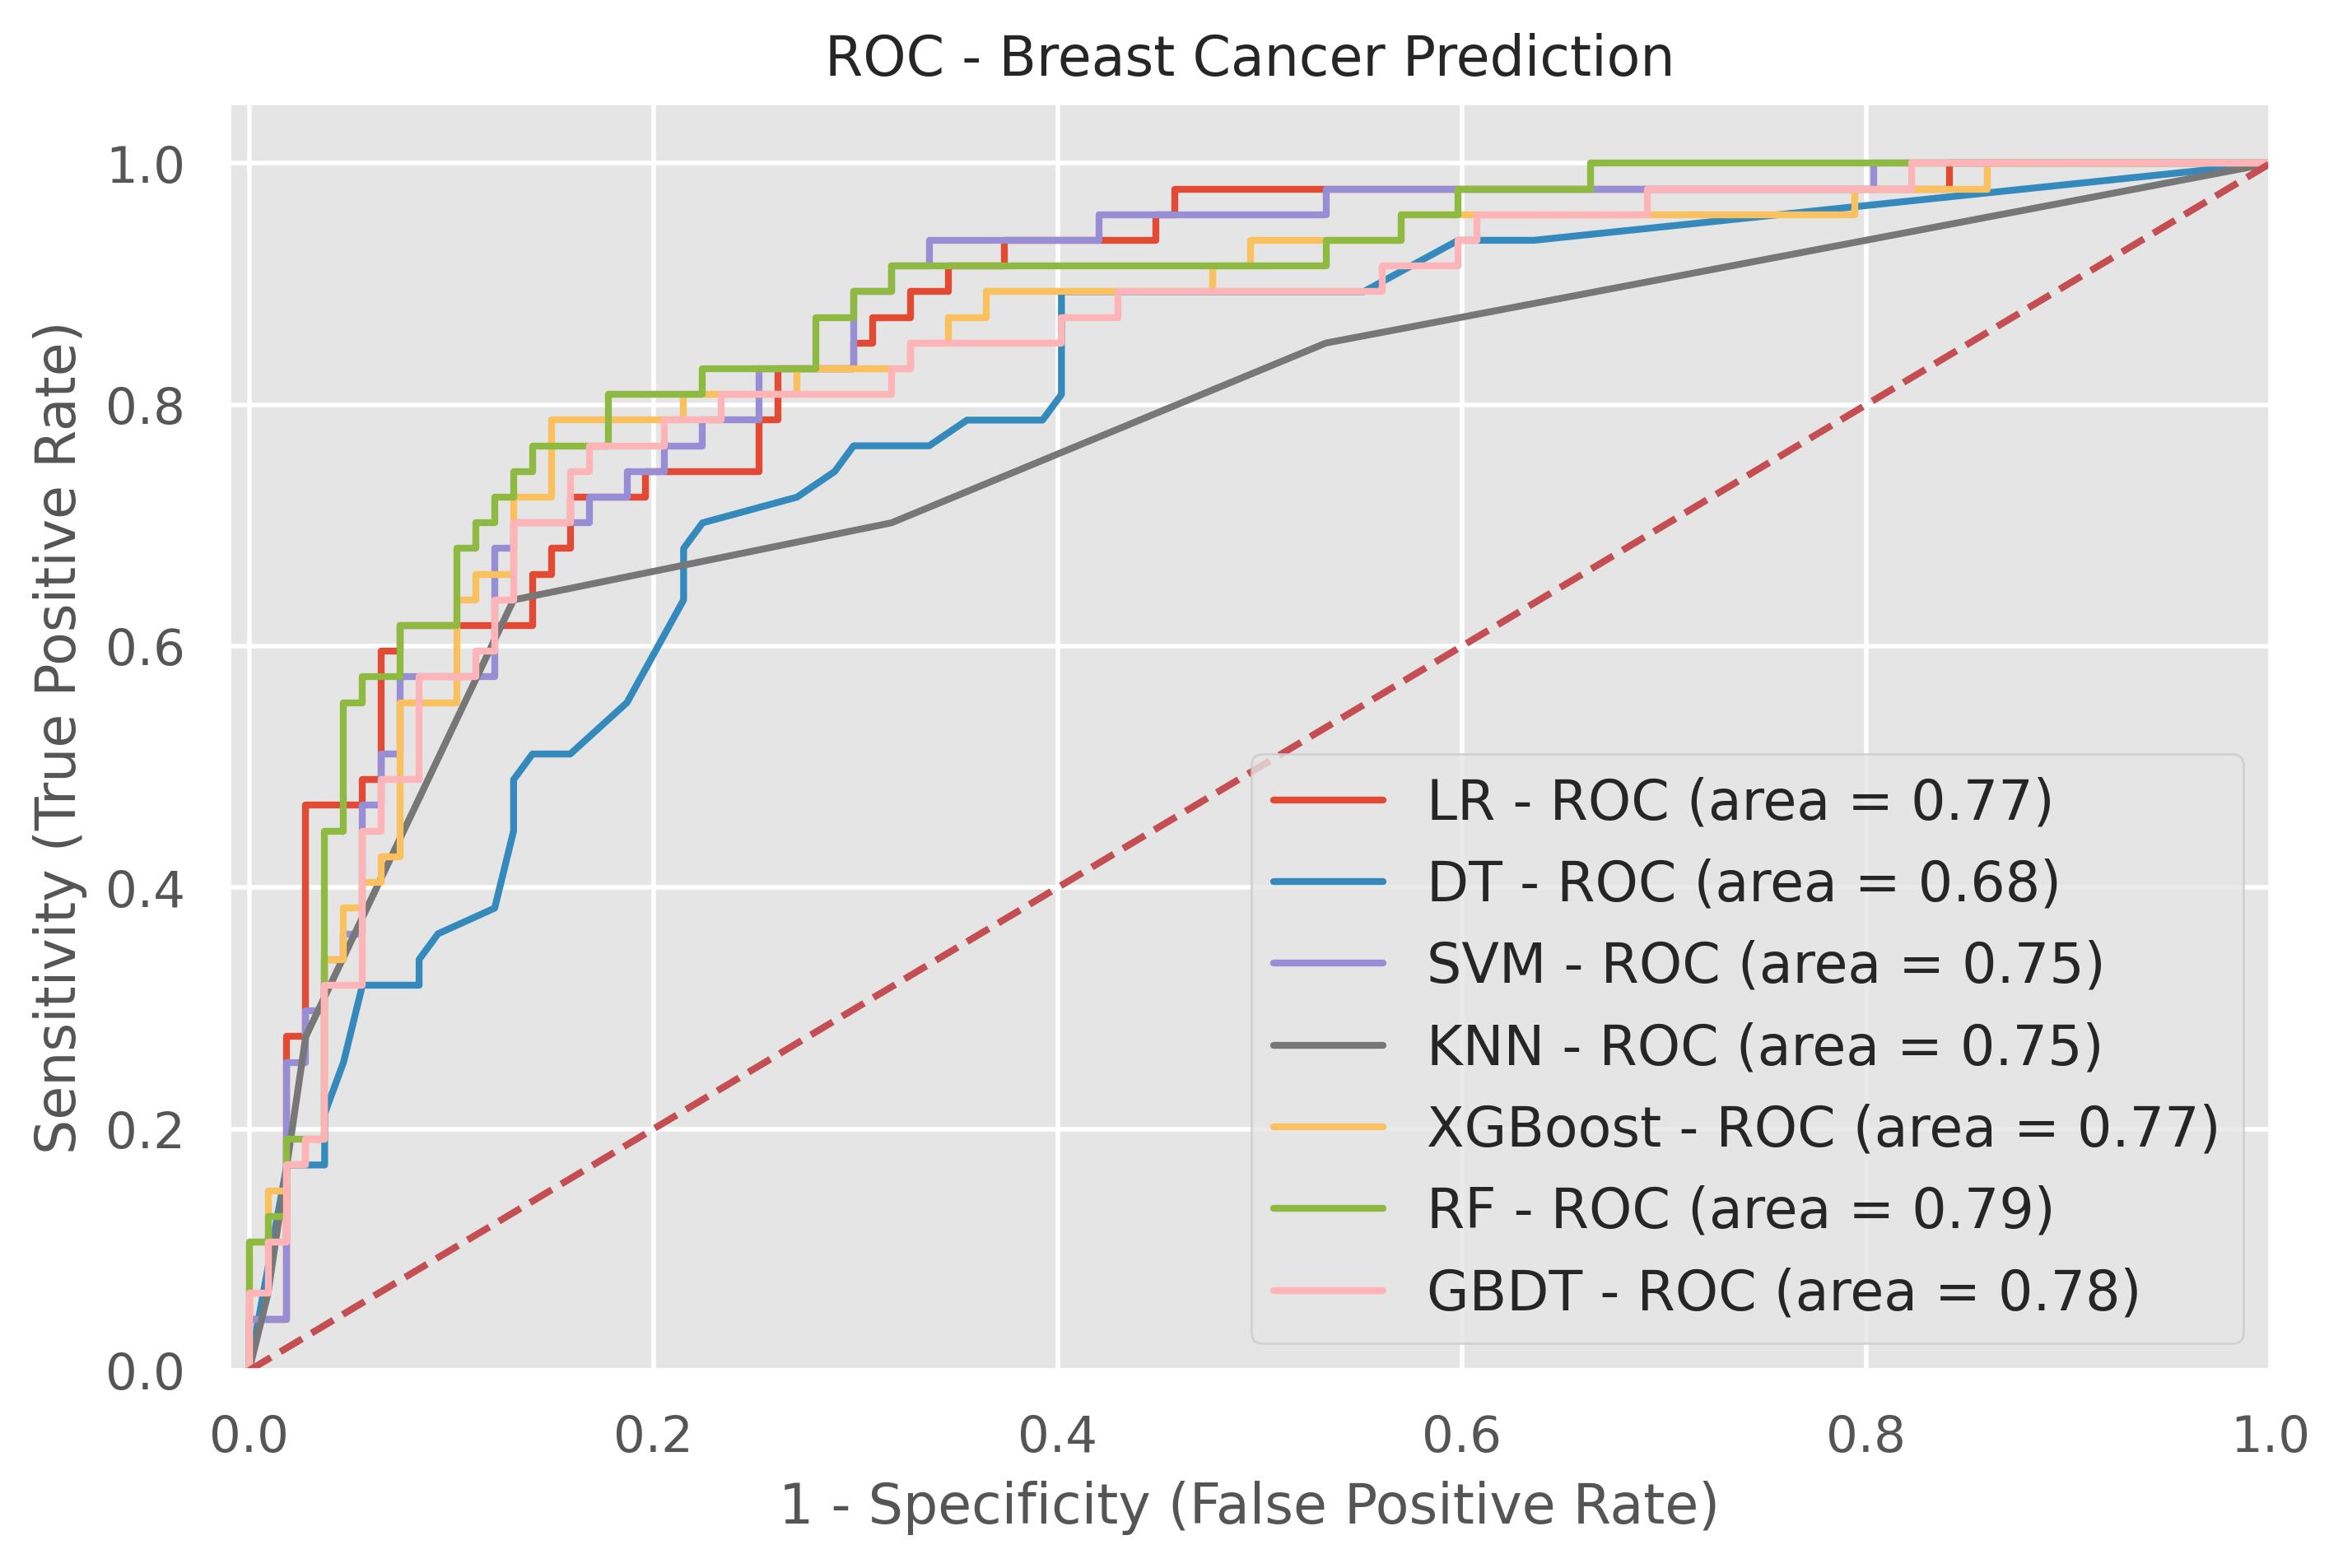 ROC - Breast Cancer Prediction
Sensitivity (True Positive Rate)
1.0
0.8
0.6
0.4
0.2
0.0
LR - ROC (area = 0.77)
DT - ROC (area = 0.68)
SVM - ROC (area = 0.75)
KNN - ROC (area = 0.75)
XGBoost - ROC (area = 0.77)
RF - ROC (area = 0.79)
GBDT - ROC (area = 0.78)
0.0 0.2 0.4 0.6 0.8 1.0
1 - Specificity (False Positive Rate)